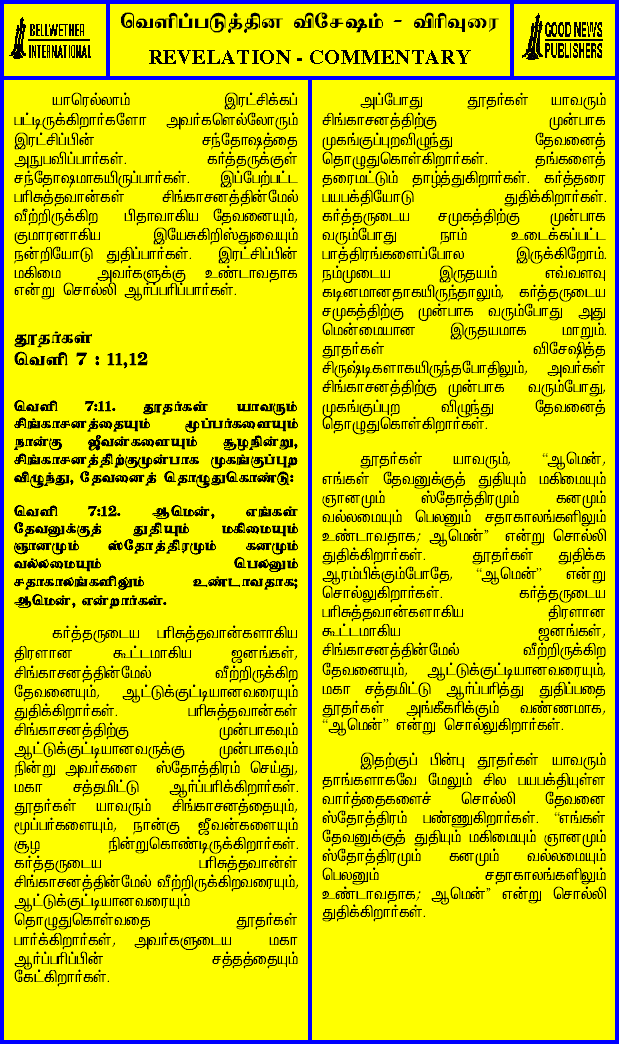 BELLWETHER
INTERNATIONAL
வெளிப்படுத்தின விசேஷம் - விரிவுரை
REVELATION - COMMENTARY
GOOD NEWS
PUBLISHERS
யாரெல்லாம் இரட்சிக்கப்
பட்டிருக்கிறார்களோ அவர்களெல்லோரும்
இரட்சிப்பின் சந்தோஷத்தை
அநுபவிப்பார்கள். கர்த்தருக்குள்
சந்தோஷமாகயிருப்பார்கள். இப்பேற்பட்ட
பரிசுத்தவான்கள் சிங்காசனத்தின்மேல்
வீற்றிருக்கிற பிதாவாகிய தேவனையும்,
குமாரனாகிய இயேசுகிறிஸ்துவையும்
நன்றியோடு துதிப்பார்கள். இரட்சிப்பின்
மகிமை அவர்களுக்கு உண்டாவதாக
என்று சொல்லி ஆர்ப்பரிப்பார்கள்.
தூதர்கள்
வெளி 7 : 11,12
வெளி 7:11. தூதர்கள் யாவரும்
சிங்காசனத்தையும் மூப்பர்களையும்
நான்கு ஜீவன்களையும் சூழநின்று,
சிங்காசனத்திற்குமுன்பாக முகங்குப்புற
விழுந்து, தேவனைத் தொழுதுகொண்டு:
வெளி 7:12. ஆமென், எங்கள்
தேவனுக்குத் துதியும் மகிமையும்
ஞானமும் ஸ்தோத்திரமும் கனமும்
வல்லமையும் பெலனும்
சதாகாலங்களிலும் உண்டாவதாக;
ஆமென், என்றார்கள்.
கர்த்தருடைய பரிசுத்தவான்களாகிய
திரளான கூட்டமாகிய ஜனங்கள்,
சிங்காசனத்தின்மேல் வீற்றிருக்கிற
தேவனையும், ஆட்டுக்குட்டியானவரையும்
துதிக்கிறார்கள். பரிசுத்தவான்கள்
சிங்காசனத்திற்கு முன்பாகவும்
ஆட்டுக்குட்டியானவருக்கு முன்பாகவும்
நின்று அவர்களை ஸ்தோத்திரம் செய்து,
மகா சத்தமிட்டு ஆர்ப்பரிக்கிறார்கள்.
தூதர்கள் யாவரும் சிங்காசனத்தையும்,
மூப்பர்களையும், நான்கு ஜீவன்களையும்
சூழ நின்றுகொண்டிருக்கிறார்கள்.
கர்த்தருடைய பரிசுத்தவான்ள்
சிங்காசனத்தின்மேல் வீற்றிருக்கிறவரையும்,
ஆட்டுக்குட்டியானவரையும்
தொழுதுகொள்வதை தூதர்கள்
பார்க்கிறார்கள், அவர்களுடைய மகா
ஆர்ப்பரிப்பின் சத்தத்தையும்
கேட்கிறார்கள்.
அப்போது தூதர்கள் யாவரும்
சிங்காசனத்திற்கு முன்பாக
முகங்குப்புறவிழுந்து தேவனைத்
தொழுதுகொள்கிறார்கள். தங்களைத்
தரைமட்டும் தாழ்த்துகிறார்கள். கர்த்தரை
பயபக்தியோடு துதிக்கிறார்கள்.
கர்த்தருடைய சமுகத்திற்கு முன்பாக
வரும்போது நாம் உடைக்கப்பட்ட
பாத்திரங்களைப்போல இருக்கிறோம்.
நம்முடைய இருதயம் எவ்வளவு
கடினமானதாகயிருந்தாலும், கர்த்தருடைய
சமுகத்திற்கு முன்பாக வரும்போது அது
மென்மையான இருதயமாக மாறும்.
தூதர்கள் விசேஷித்த
சிருஷ்டிகளாகயிருந்தபோதிலும், அவர்கள்
சிங்காசனத்திற்கு முன்பாக வரும்போது,
முகங்குப்புற விழுந்து தேவனைத்
தொழுதுகொள்கிறார்கள்.
தூதர்கள் யாவரும், “ஆமென்,
எங்கள் தேவனுக்குத் துதியும் மகிமையும்
ஞானமும் ஸ்தோத்திரமும் கனமும்
வல்லமையும் பெலனும் சதாகாலங்களிலும்
உண்டாவதாக; ஆமென்” என்று சொல்லி
துதிக்கிறார்கள். தூதர்கள் துதிக்க
ஆரம்பிக்கும்போதே, “ஆமென்” என்று
சொல்லுகிறார்கள். கர்த்தருடைய
பரிசுத்தவான்களாகிய திரளான
கூட்டமாகிய ஜனங்கள்,
சிங்காசனத்தின்மேல் வீற்றிருக்கிற
தேவனையும், ஆட்டுக்குட்டியானவரையும்,
மகா சத்தமிட்டு ஆர்ப்பரித்து துதிப்பதை
தூதர்கள் அங்கீகரிக்கும் வண்ணமாக,
“ஆமென்” என்று சொல்லுகிறார்கள்.
இதற்குப் பின்பு தூதர்கள் யாவரும்
தாங்களாகவே மேலும் சில பயபக்தியுள்ள
வார்த்தைகளைச் சொல்லி தேவனை
ஸ்தோத்திரம் பண்ணுகிறார்கள். “எங்கள்
தேவனுக்குத் துதியும் மகிமையும் ஞானமும்
ஸ்தோத்திரமும் கனமும் வல்லமையும்
பெலனும் சதாகாலங்களிலும்
உண்டாவதாக; ஆமென்” என்று சொல்லி
துதிக்கிறார்கள்.